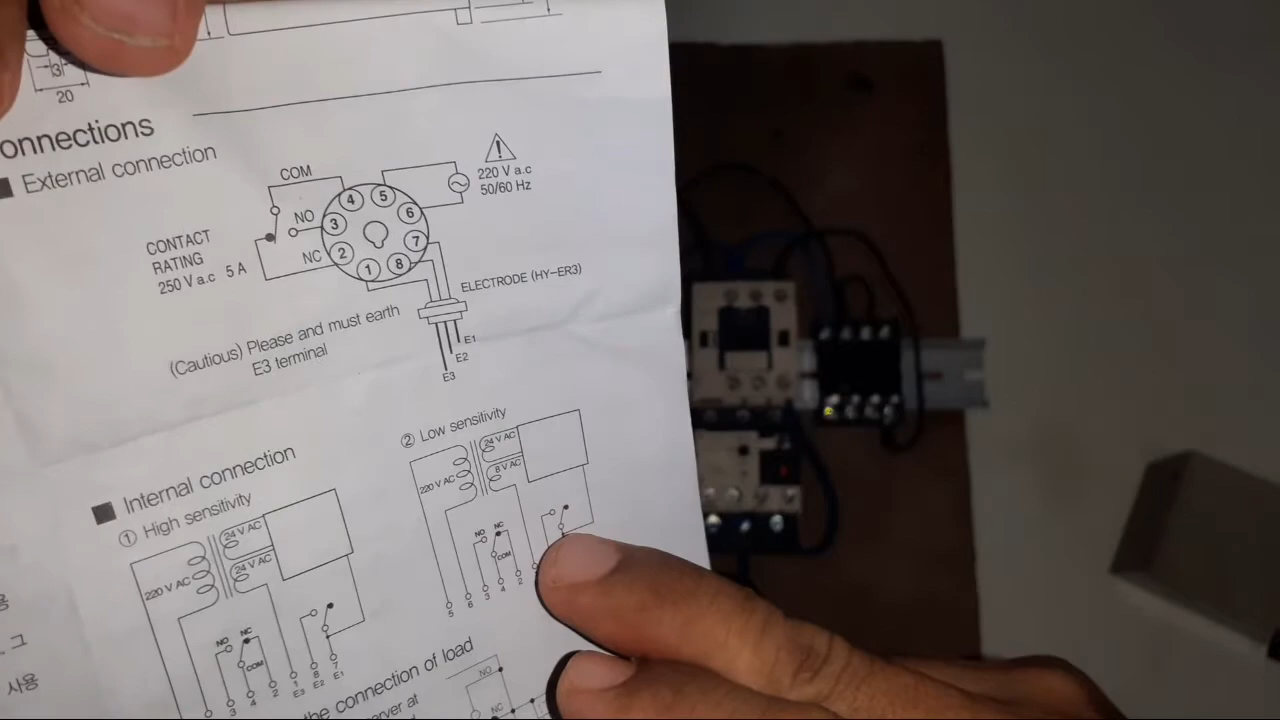 3
20
onnections
■ External connection
COM
NO
NC
CONTACT
RATING
250 V a.c 5 A
4
5
3
6
2
7
1
8
220 V a.c
50/60 Hz
ELECTRODE (HY-ER3)
E1
E2
E3
(Cautious) Please and must earth
E3 terminal
■ Internal connection
① High sensitivity
220 V AC
24 V AC
24 V AC
NO
NC
COM
3
4
2
1
8
7
E3
E2
E1
② Low sensitivity
220 V AC
24 V AC
8 V AC
NO
NC
COM
5
6
3
4
2
the connection of load
erver at
NO
NC
그
사용